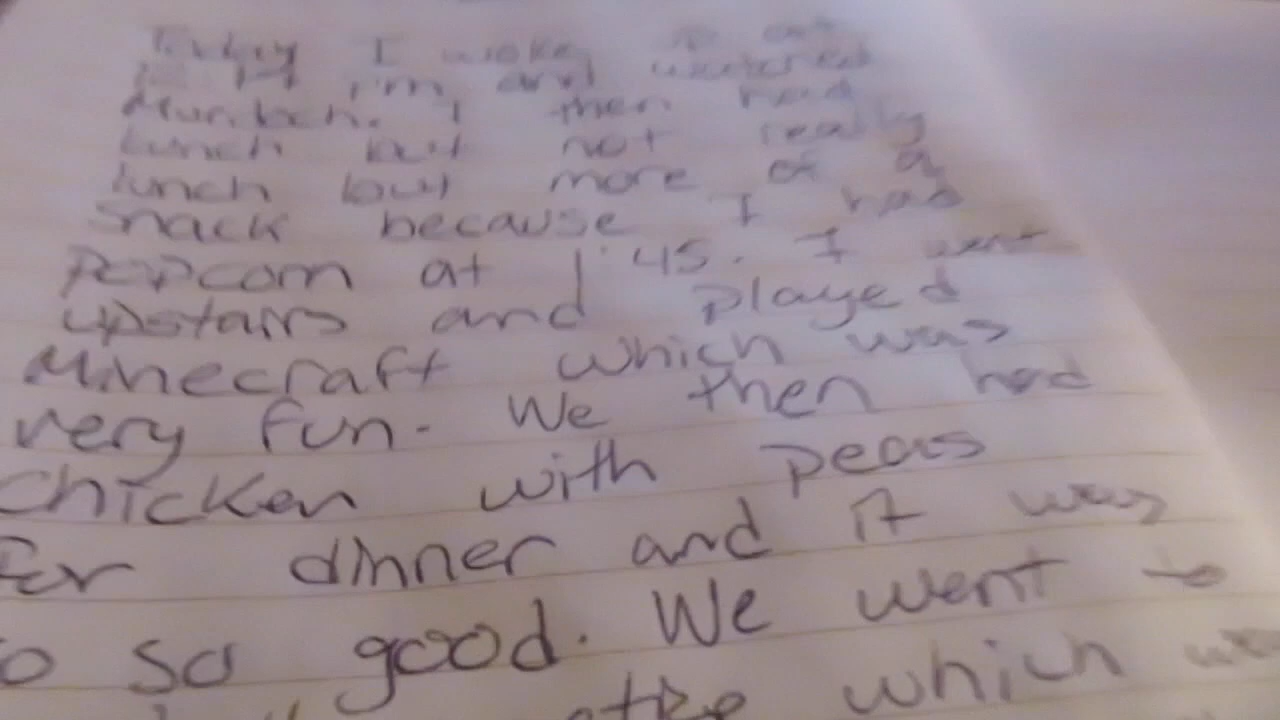 Today I woke up at
I'm and watched
then had
lunch but not really
lunch but more of a
snack because I had
popcorn at 1:45. I went
upstairs and played
Minecraft which was
very fun. We then had
chicken with peas
for dinner and it was
so good. We went to
which